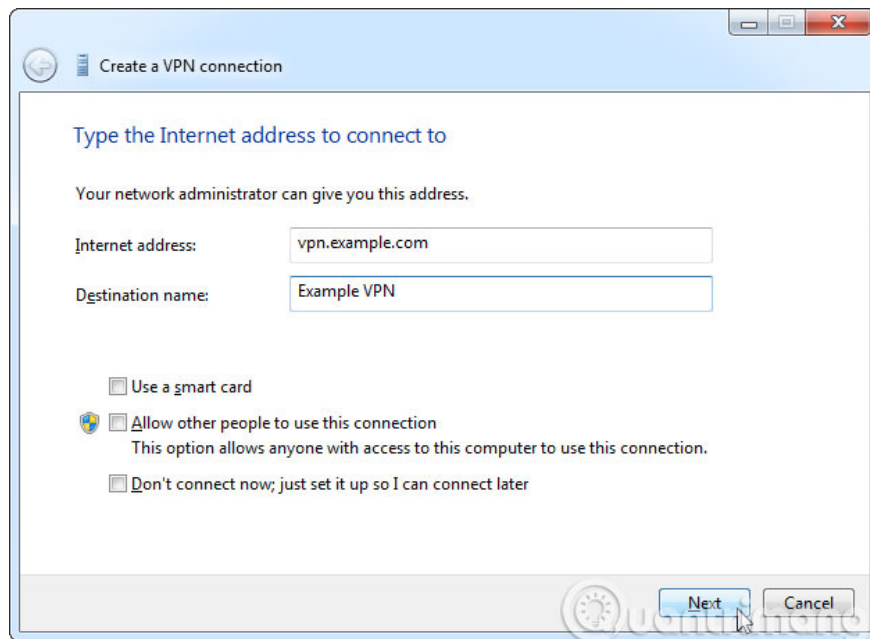 Create a VPN connection
Type the Internet address to connect to
Your network administrator can give you this address.
Internet address: vpn.example.com
Destination name: Example VPN
Use a smart card
Allow other people to use this connection
This option allows anyone with access to this computer to use this connection.
Don't connect now; just set it up so I can connect later
Next Cancel
uantrimang